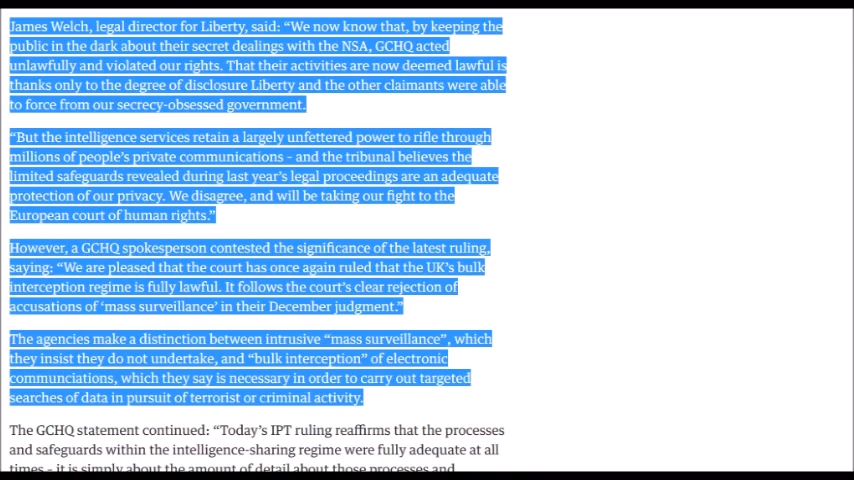 James Welch, legal director for Liberty, said: “We now know that, by keeping the
public in the dark about their secret dealings with the NSA, GCHQ acted
unlawfully and violated our rights. That their activities are now deemed lawful is
thanks only to the degree of disclosure Liberty and the other claimants were able
to force from our secrecy-obsessed government.
“But the intelligence services retain a largely unfettered power to rifle through
millions of people’s private communications – and the tribunal believes the
limited safeguards revealed during last year’s legal proceedings are an adequate
protection of our privacy. We disagree, and will be taking our fight to the
European court of human rights.”
However, a GCHQ spokesperson contested the significance of the latest ruling,
saying: “We are pleased that the court has once again ruled that the UK’s bulk
interception regime is fully lawful. It follows the court’s clear rejection of
accusations of ‘mass surveillance’ in their December judgment.”
The agencies make a distinction between intrusive “mass surveillance”, which
they insist they do not undertake, and “bulk interception” of electronic
communciations, which they say is necessary in order to carry out targeted
searches of data in pursuit of terrorist or criminal activity.
The GCHQ statement continued: “Today’s IPT ruling reaffirms that the processes
and safeguards within the intelligence-sharing regime were fully adequate at all
times – it is simply about the amount of detail about those processes and